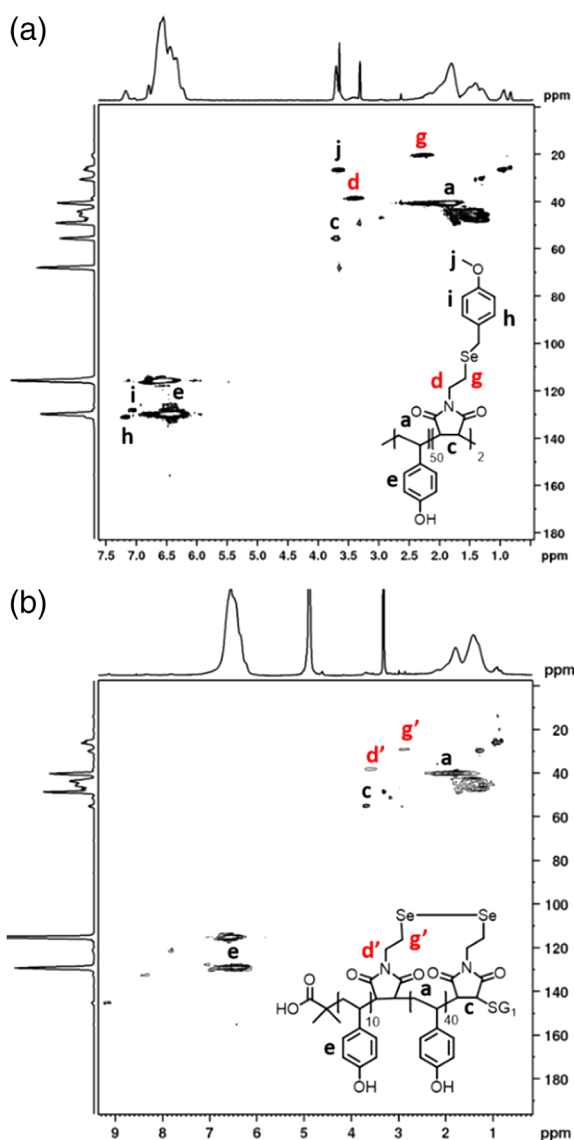 (a)
ppm
j
g
d
a
c
20
40
60
80
100
120
140
160
180
i
e
h
j
O
i
h
Se
d
g
N
O
O
a
50
c
2
e
OH
7.5 7.0 6.5 6.0 5.5 5.0 4.5 4.0 3.5 3.0 2.5 2.0 1.5 1.0 ppm
(b)
ppm
d'
g'
a
c
0
20
40
60
80
100
120
140
160
180
e
Se Se
d'
g'
N N
O O O O
O
HO
10
a
40
c
SG1
e
OH OH
9 8 7 6 5 4 3 2 1 ppm